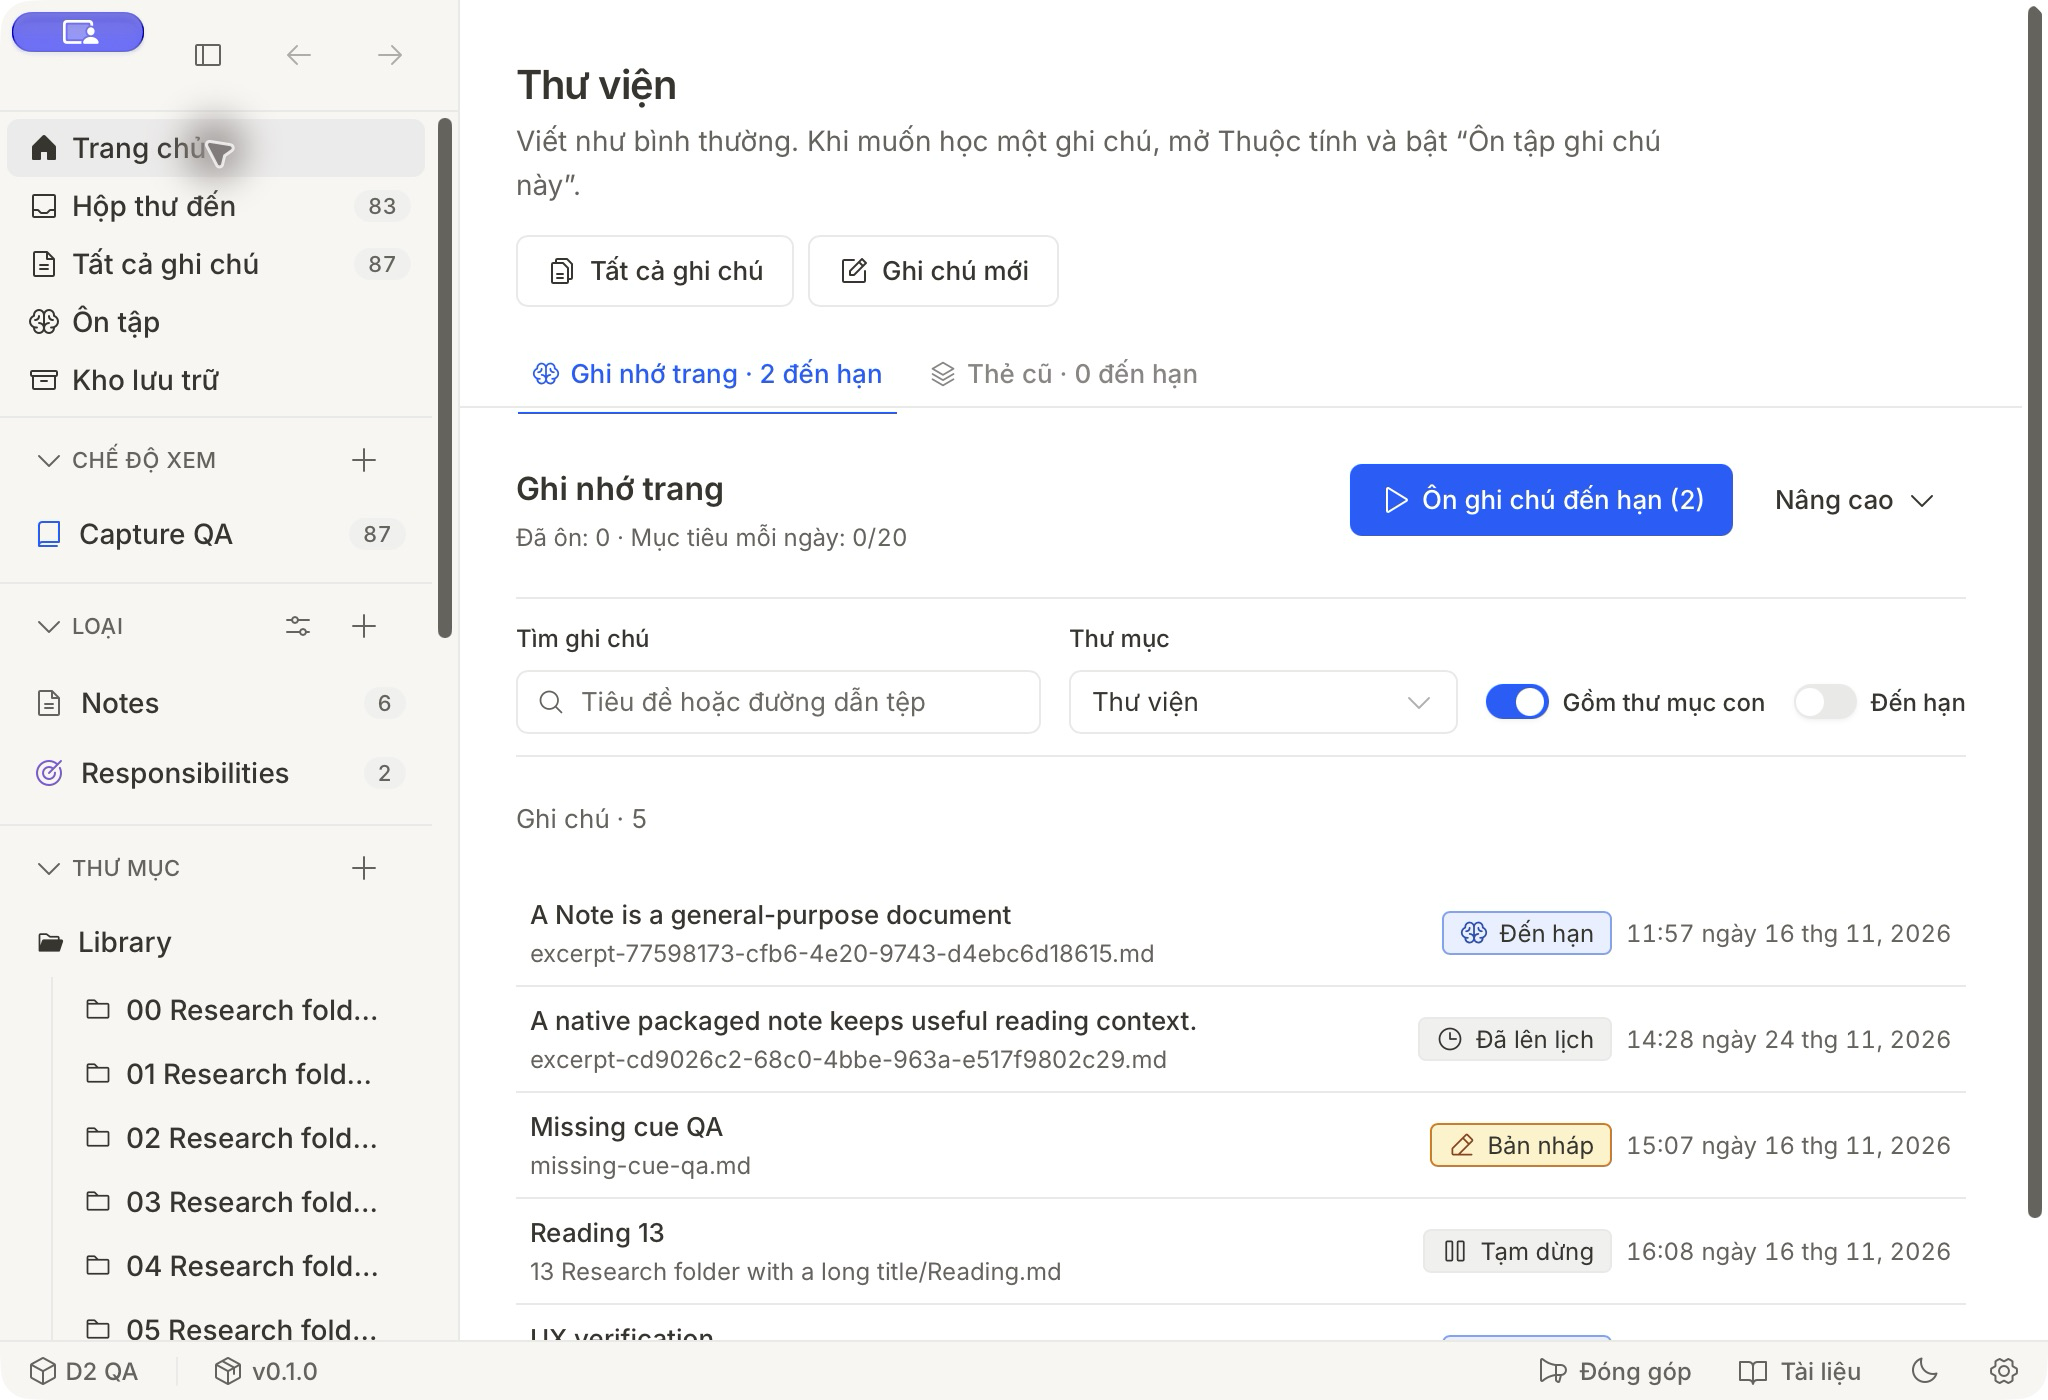 Trang chủ
Hộp thư đến 83
Tất cả ghi chú 87
Ôn tập
Kho lưu trữ
CHẾ ĐỘ XEM
Capture QA 87
LOẠI
Notes 6
Responsibilities 2
THƯ MỤC
Library
00 Research fold...
01 Research fold...
02 Research fold...
03 Research fold...
04 Research fold...
05 Research fold...
Thư viện
Viết như bình thường. Khi muốn học một ghi chú, mở Thuộc tính và bật “Ôn tập ghi chú
này”.
Tất cả ghi chú Ghi chú mới
Ghi nhớ trang · 2 đến hạn Thẻ cũ · 0 đến hạn
Ghi nhớ trang
Đã ôn: 0 · Mục tiêu mỗi ngày: 0/20
Ôn ghi chú đến hạn (2) Nâng cao
Tìm ghi chú Thư mục
Tiêu đề hoặc đường dẫn tệp Thư viện Gồm thư mục con Đến hạn
Ghi chú · 5
A Note is a general-purpose document
excerpt-77598173-cfb6-4e20-9743-d4ebc6d18615.md
Đến hạn 11:57 ngày 16 thg 11, 2026
A native packaged note keeps useful reading context.
excerpt-cd9026c2-68c0-4bbe-963a-e517f9802c29.md
Đã lên lịch 14:28 ngày 24 thg 11, 2026
Missing cue QA
missing-cue-qa.md
Bản nháp 15:07 ngày 16 thg 11, 2026
Reading 13
13 Research folder with a long title/Reading.md
Tạm dừng 16:08 ngày 16 thg 11, 2026
UX verification
D2 QA v0.1.0 Đóng góp Tài liệu